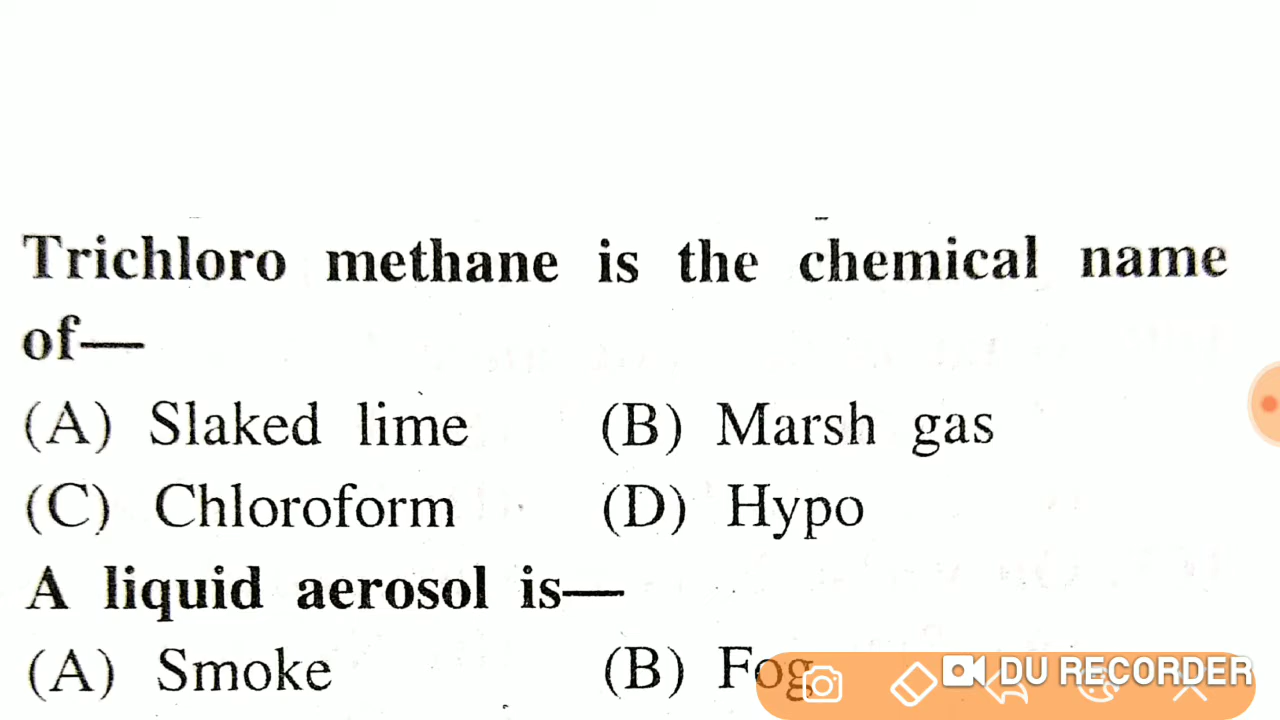 Trichloro methane is the chemical name
of—
(A) Slaked lime (B) Marsh gas
(C) Chloroform (D) Hypo
A liquid aerosol is—
(A) Smoke (B) Fog
DU RECORDER